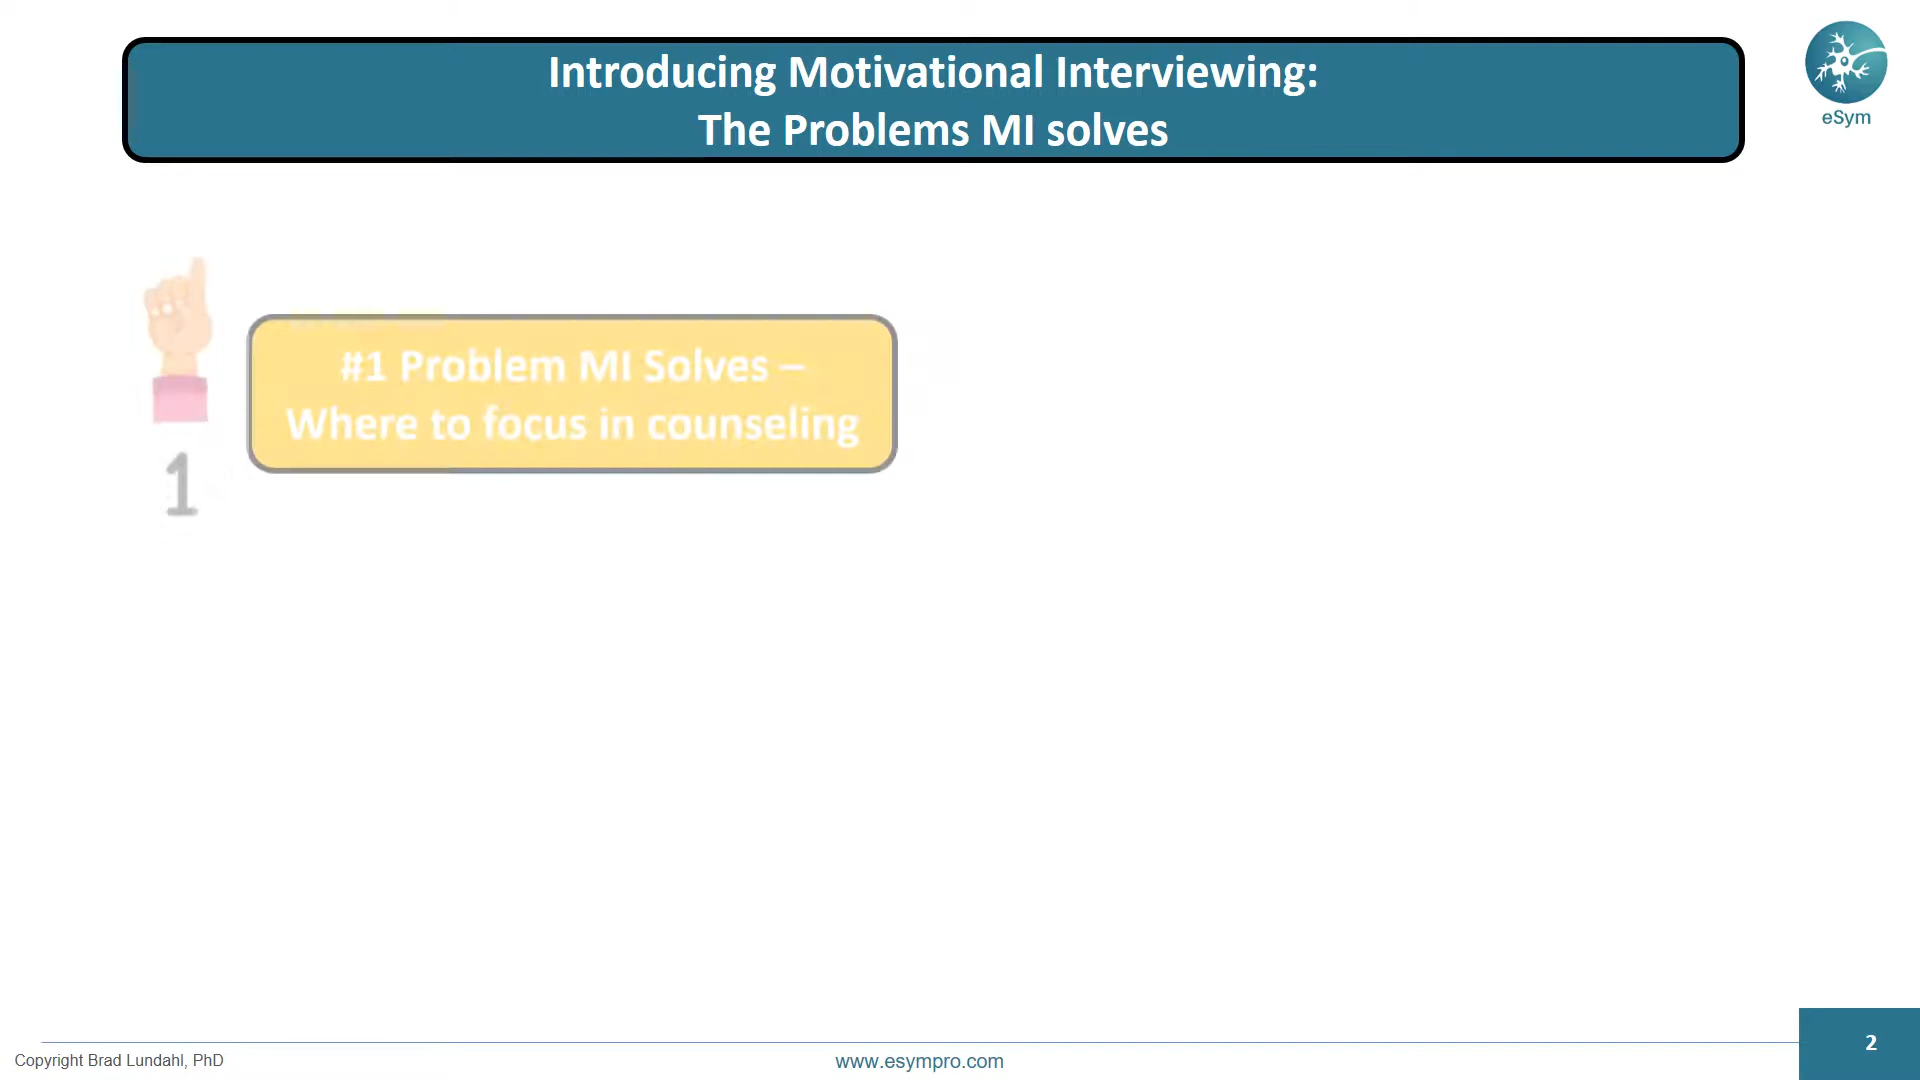 Introducing Motivational Interviewing:
The Problems MI solves
eSym
#1 Problem MI Solves –
Where to focus in counseling
1
Copyright Brad Lundahl, PhD
www.esympro.com
2